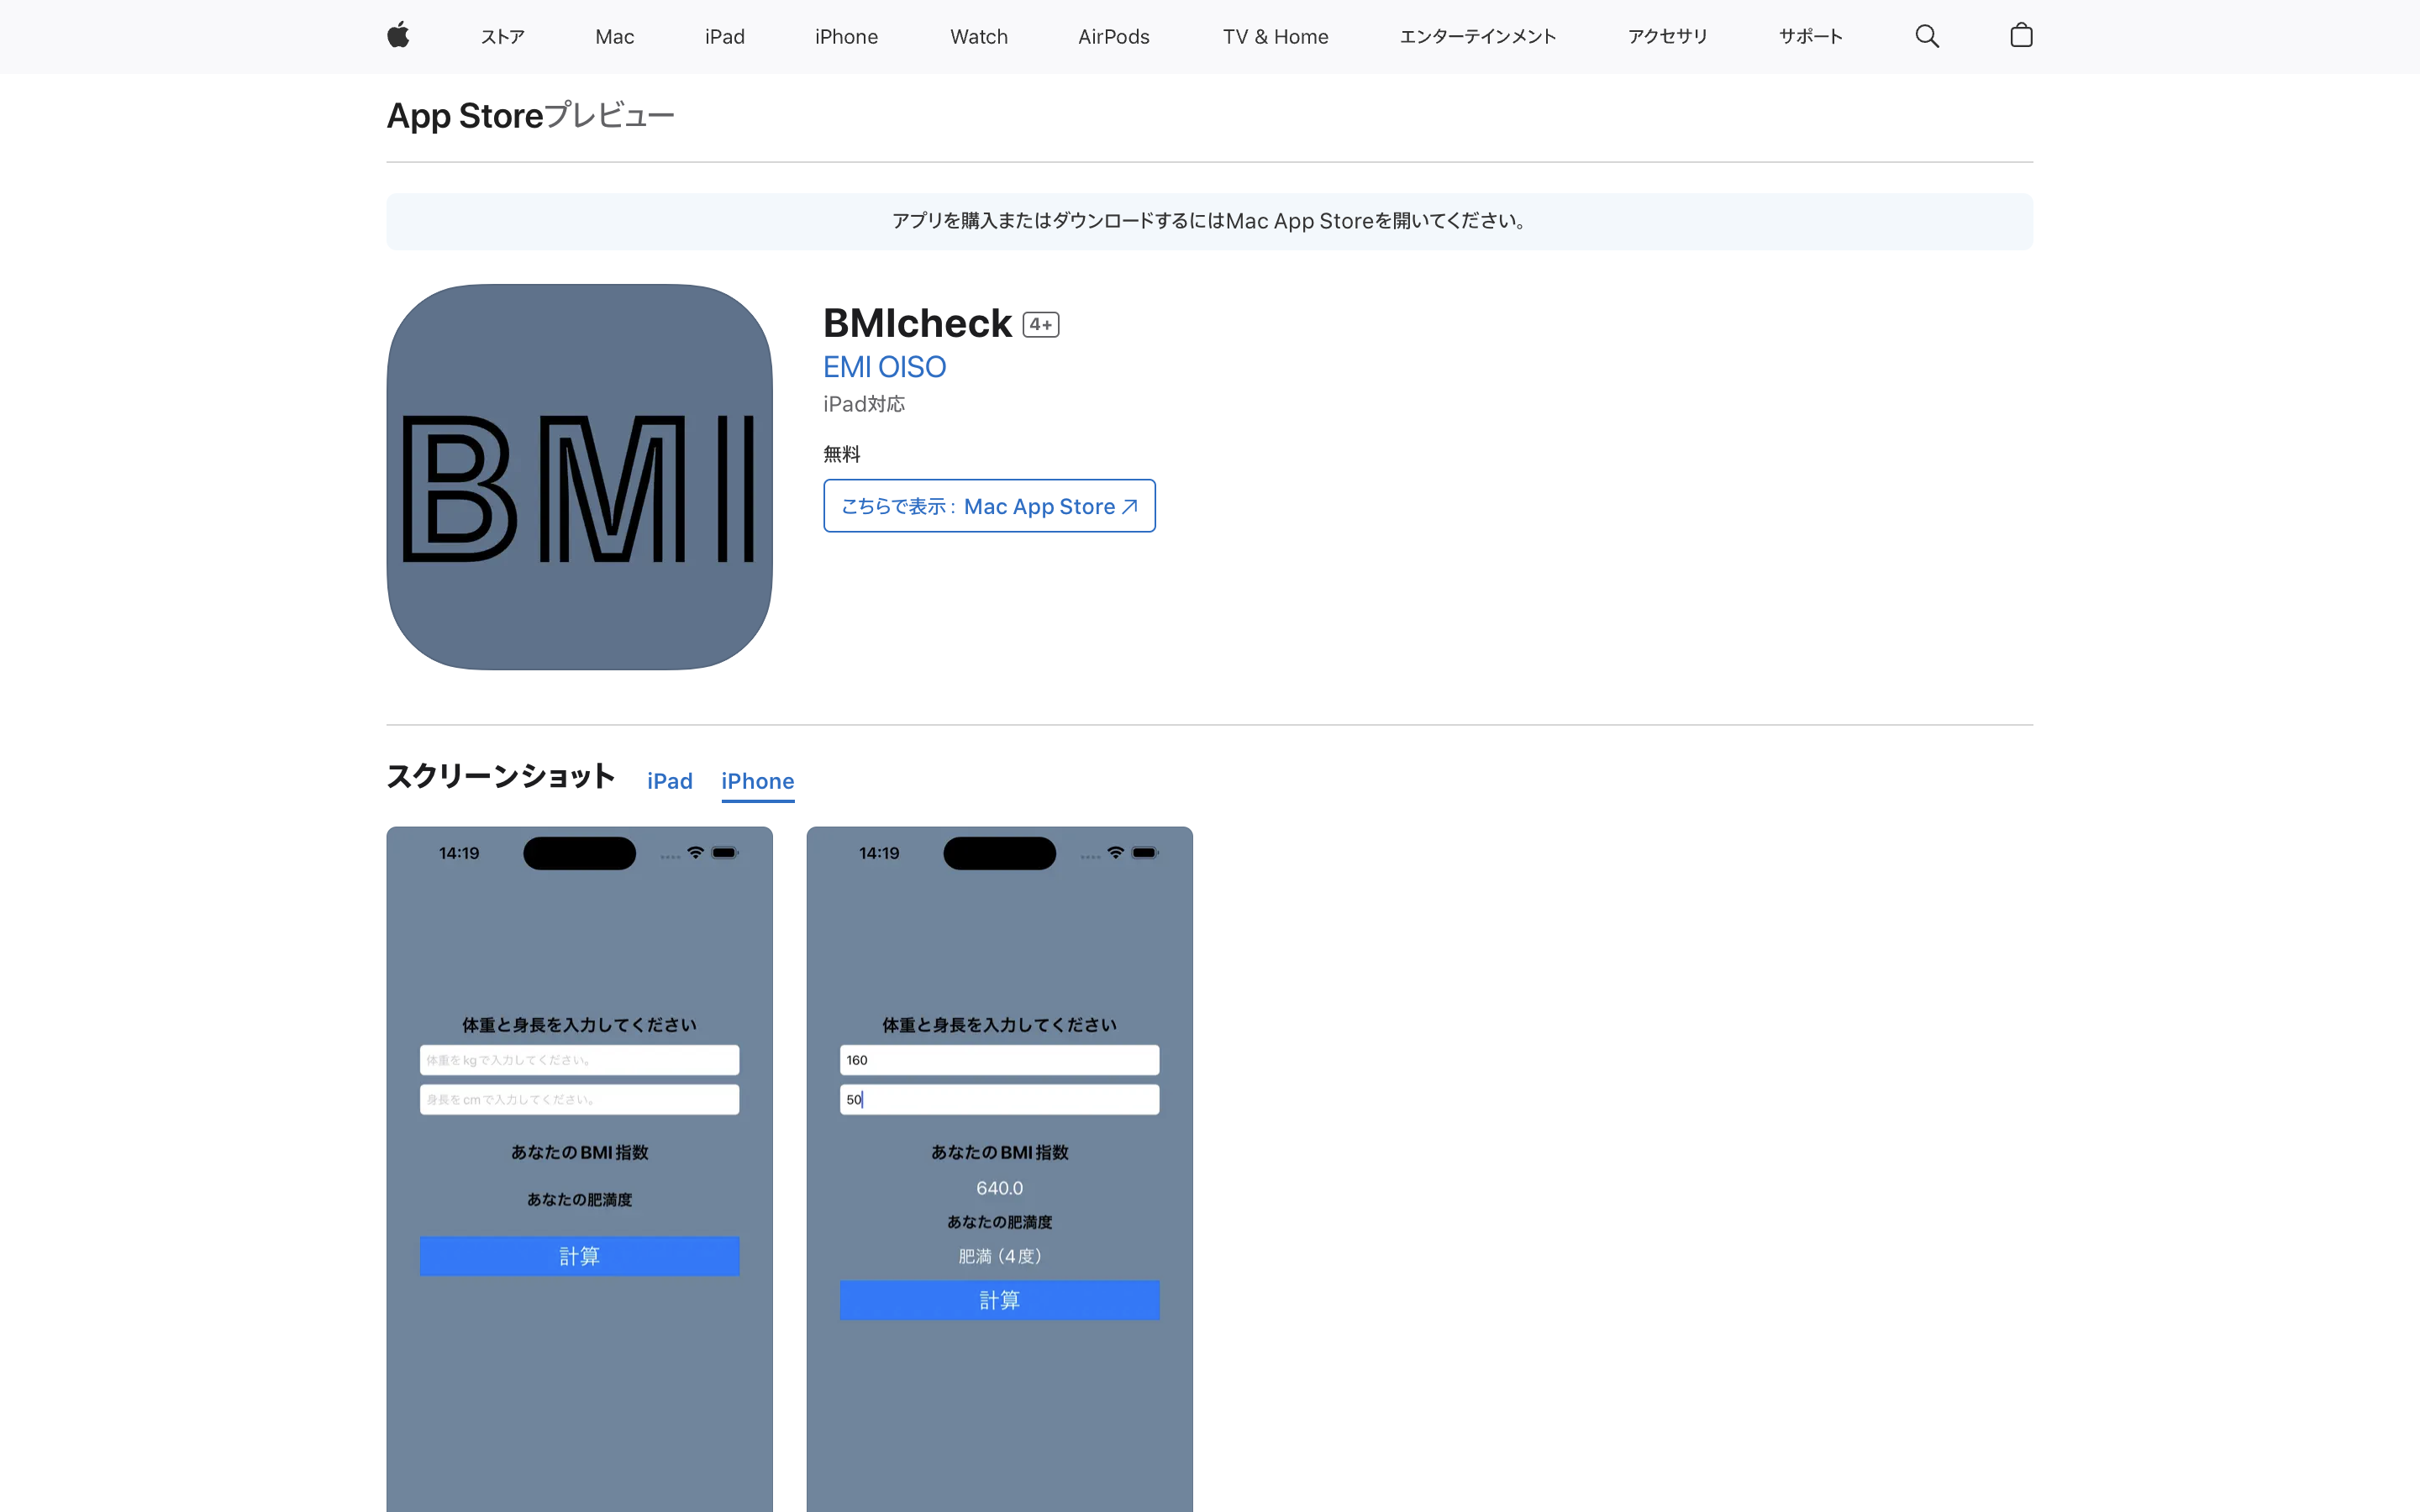 ストア Mac iPad iPhone Watch AirPods TV & Home エンターテインメント アクセサリ サポート
App Storeプレビュー
アプリを購入またはダウンロードするにはMac App Storeを開いてください。
BMI
BMIcheck 4+
EMI OISO
iPad対応
無料
こちらで表示: Mac App Store
スクリーンショット iPad iPhone
14:19
体重と身長を入力してください
体重をkgで入力してください。
身長をcmで入力してください。
あなたのBMI指数
あなたの肥満度
計算
14:19
体重と身長を入力してください
160
50
あなたのBMI指数
640.0
あなたの肥満度
肥満（4度）
計算